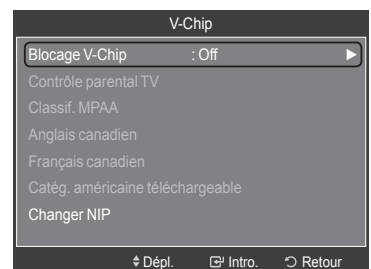 V-Chip
Blocage V-Chip : Off ►
Contrôle parental TV
Classif. MPAA
Anglais canadien
Français canadien
Catég. américaine téléchargeable
Changer NIP
Dépl. Intro. Retour